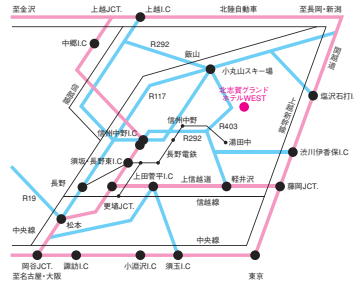 至金沢
上越JCT.
上越I.C
北陸自動車
至長岡・新潟
中郷I.C
R292
飯山
小丸山スキー場
関越道
信越線
R117
北志賀グランド
ホテルWEST
塩沢石打I.
上越新幹線
信州中野
信州中野I.C
R403
R292
湯田中
渋川伊香保I.C
須坂・長野東I.C
長野電鉄
長野
上田菅平I.C
上信越道
軽井沢
藤岡JCT.
R19
更埴JCT.
信越線
松本
中央線
中央線
岡谷JCT.
諏訪I.C
小淵沢I.C
須玉I.C
東京
至名古屋・大阪